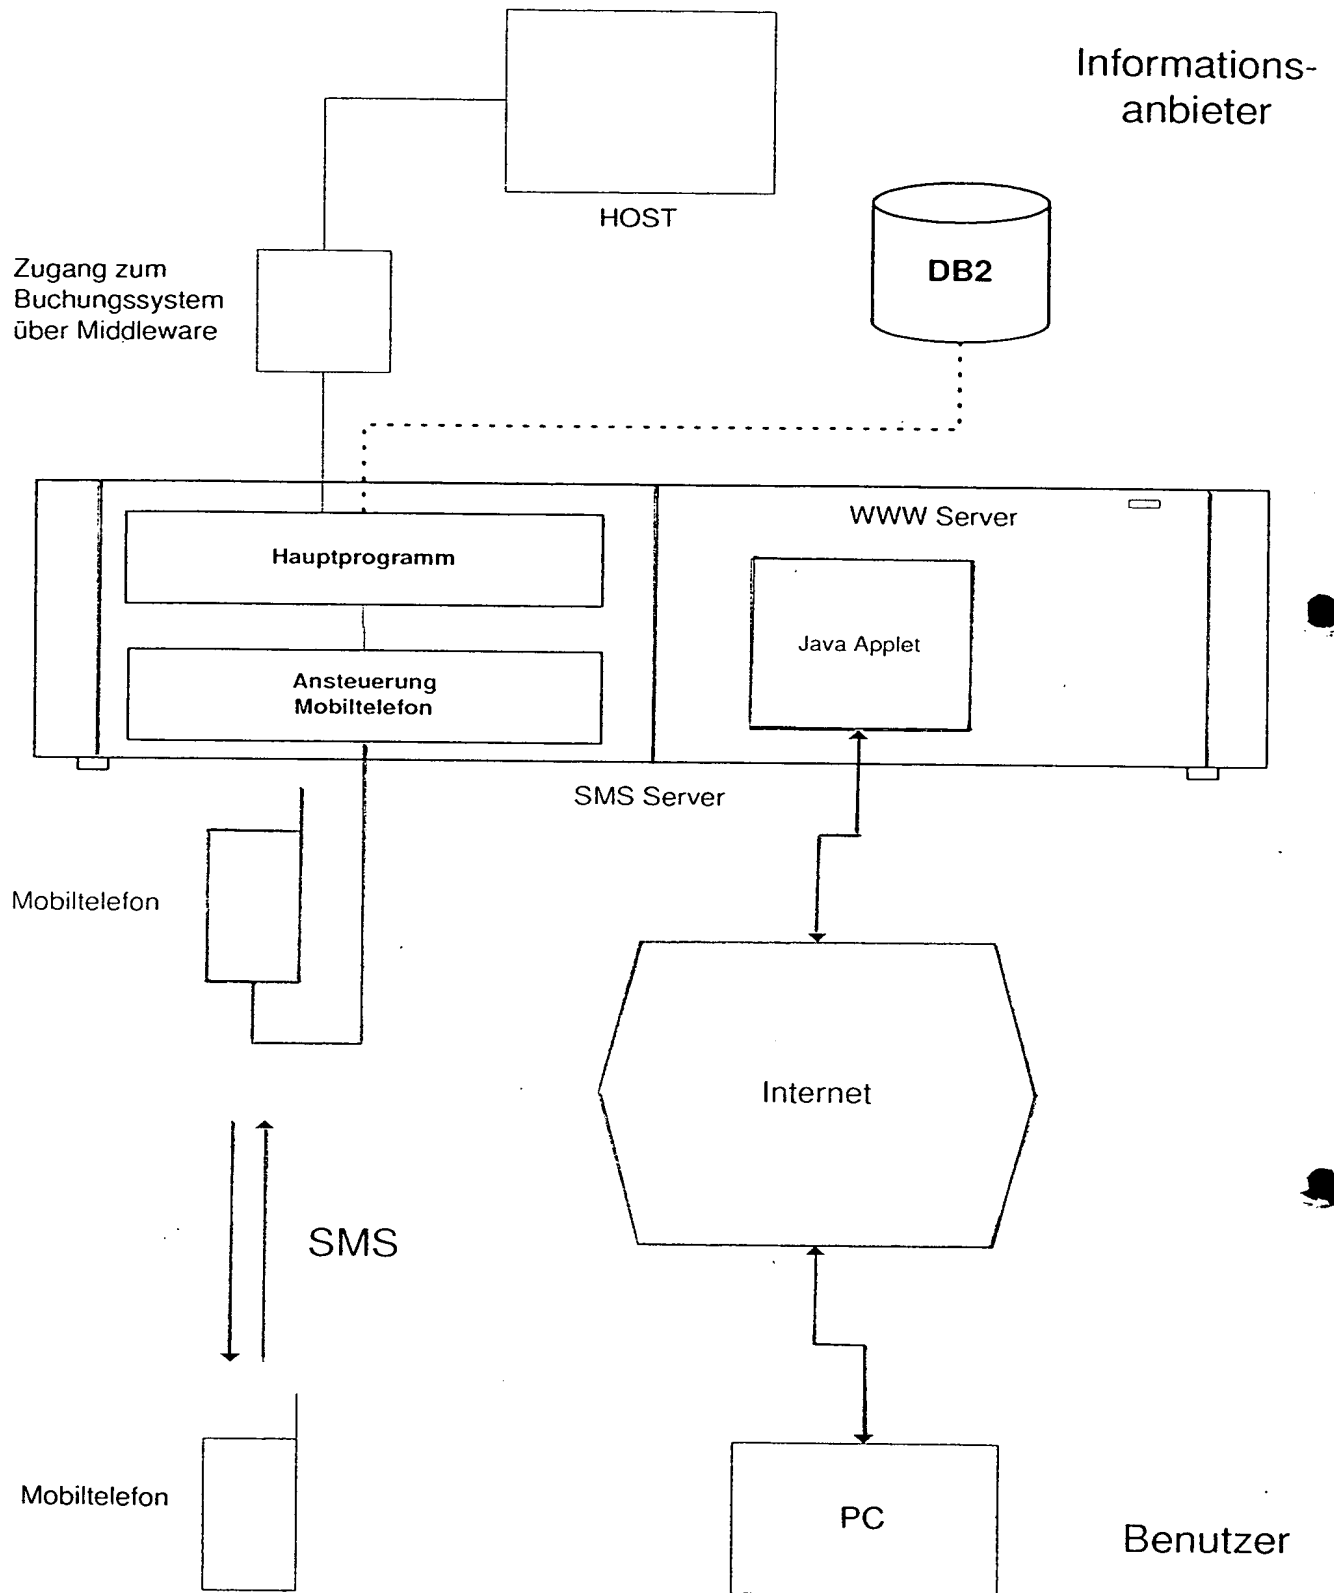 Informations-
anbieter
HOST
DB2
Zugang zum
Buchungssystem
über Middleware
WWW Server
Hauptprogramm
Java Applet
Ansteuerung
Mobiltelefon
SMS Server
Mobiltelefon
Internet
SMS
Mobiltelefon
PC
Benutzer